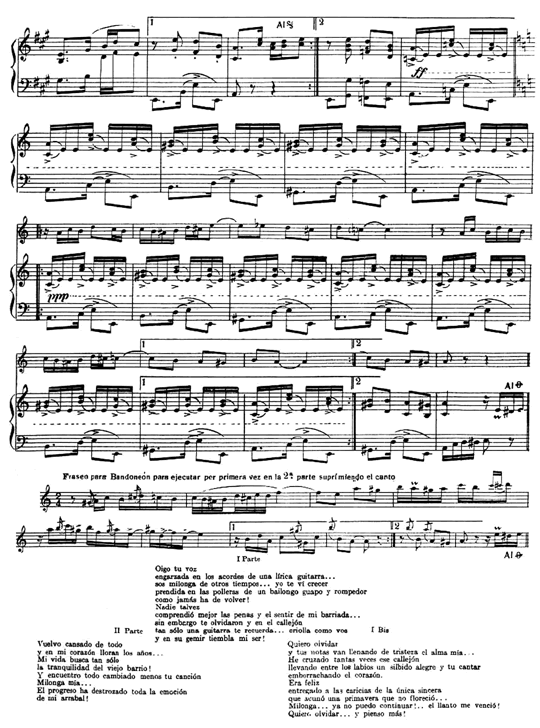 1
Al 𝄋
2
ff
ppp
1
2
1
2
Al 𝄌
Fraseo para Bandoneón para ejecutar por primera vez en la 2ª parte suprimiendo el canto
1
2
Al 𝄌
I Parte
Oigo tu voz
engarzada en los acordes de una lírica guitarra...
sos milonga de otros tiempos... yo te ví crecer
prendida en las polleras de un bailongo guapo y rompedor
como jamás ha de volver!
Nadie talvez
comprendió mejor las penas y el sentir de mi barriada...
sin embargo te olvidaron y en el callejón
tan sólo una guitarra te recuerda... criolla como vos
y en su gemir tiembla mi ser!
II Parte
Vuelvo cansado de todo
y en mi corazón lloran los años...
Mi vida busca tan sólo
la tranquilidad del viejo barrio!
Y encuentro todo cambiado menos tu canción
Milonga mía...
El progreso ha destrozado toda la emoción
de mi arrabal!
I Bis
Quiero olvidar
y tus notas van llenando de tristeza el alma mía...
He cruzado tantas veces ese callejón
llevando entre los labios un silbido alegre y tu cantar
emborrachando el corazón.
Era feliz
entregado a las caricias de la única sincera
que acunó una primavera que no floreció...
Milonga... ya no puedo continuar!.. el llanto me venció!
Quiero olvidar... y pienso más!